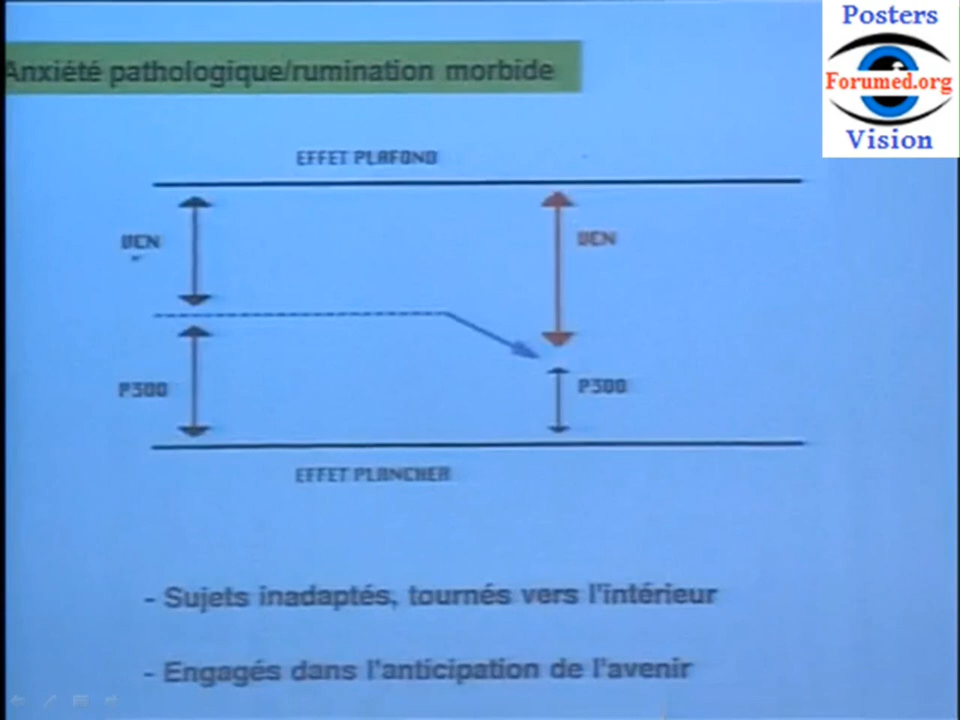 Posters
Forumed.org
Vision
Anxiété pathologique/rumination morbide
EFFET PLAFOND
VCN
VCN
P300
P300
EFFET PLANCHER
- Sujets inadaptés, tournés vers l'intérieur
- Engagés dans l'anticipation de l'avenir